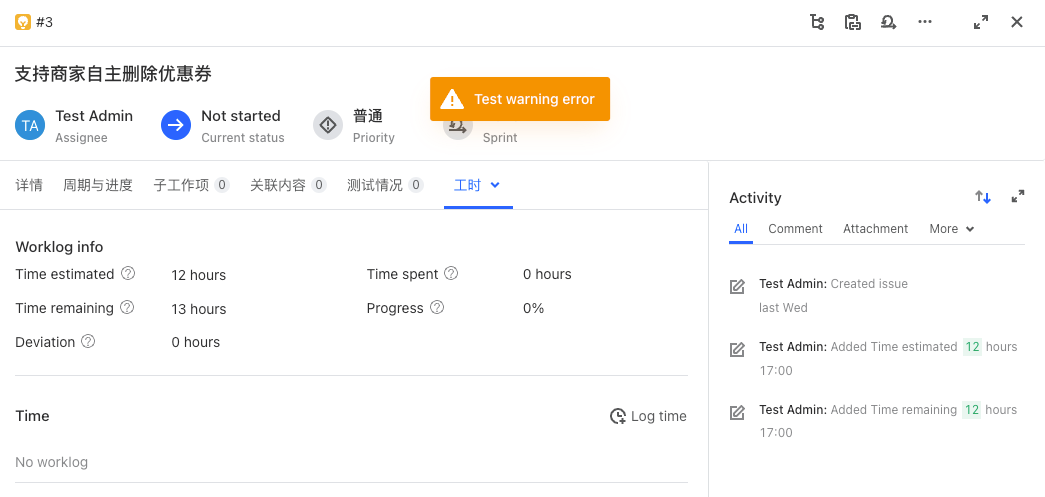 #3
支持商家自主删除优惠券
Test warning error
TA
Test Admin
Assignee
Not started
Current status
普通
Priority
Sprint
详情 周期与进度 子工作项 0 关联内容 0 测试情况 0 工时
Worklog info
Time estimated ? 12 hours
Time spent ? 0 hours
Time remaining ? 13 hours
Progress ? 0%
Deviation ? 0 hours
Time
Log time
No worklog
Activity
All Comment Attachment More
Test Admin: Created issue
last Wed
Test Admin: Added Time estimated 12 hours
17:00
Test Admin: Added Time remaining 12 hours
17:00